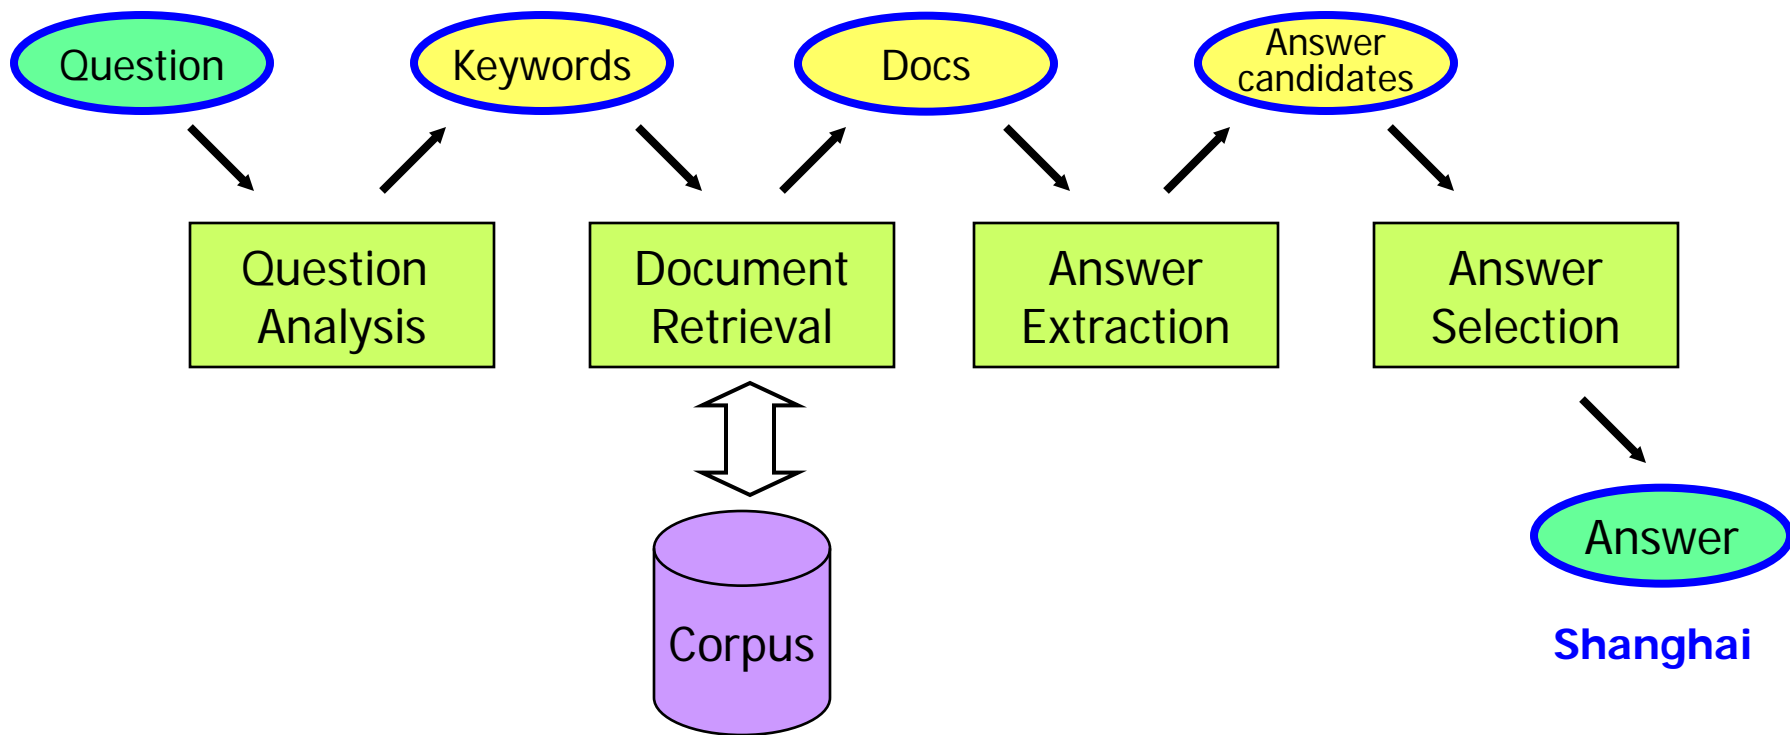 Question
Keywords
Docs
Answer
candidates
Question
Analysis
Document
Retrieval
Answer
Extraction
Answer
Selection
Answer
Corpus
Shanghai